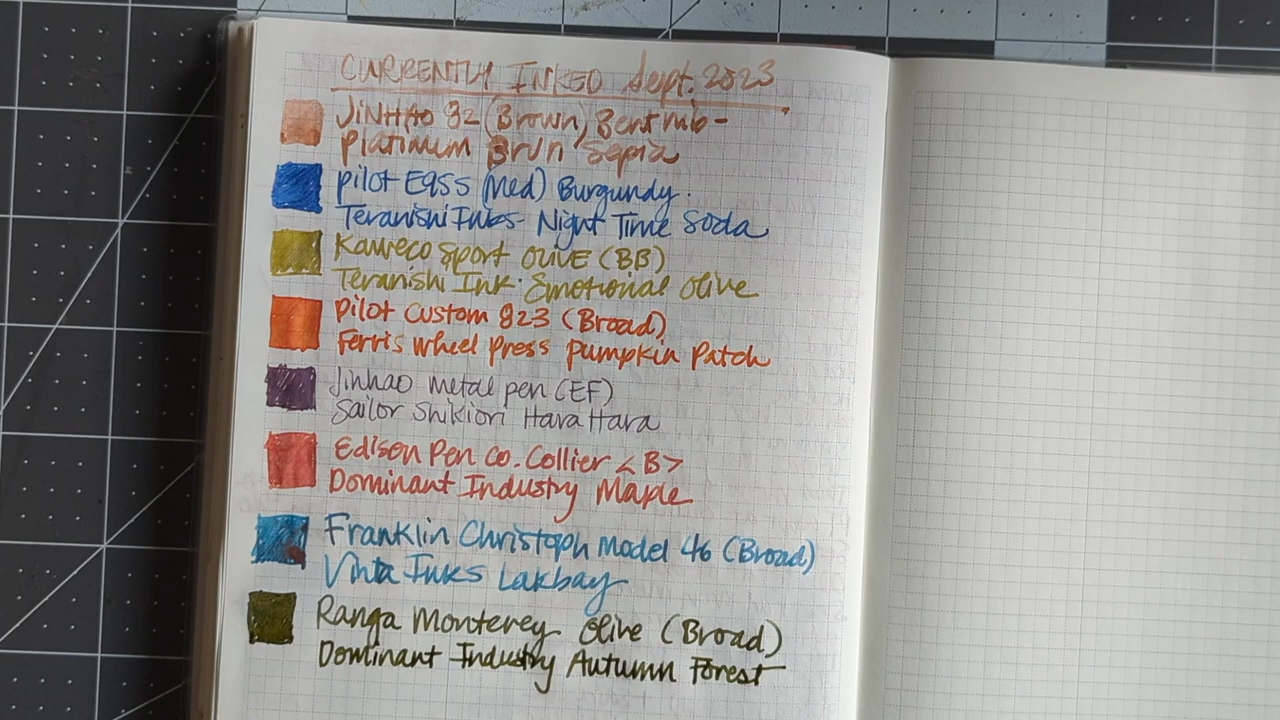 CURRENTLY INKED Sept. 2023
JiNHAO 82 (Brown) Bent nib -
Platinum Brun Sepia
Pilot E95S (Med) Burgundy.
Teranishi Inks - Night Time Soda
Kaweco Sport OLIVE (BB)
Teranishi Ink. Emotional Olive
Pilot Custom 823 (Broad)
Ferris Wheel Press Pumpkin Patch
Jinhao metal pen (EF)
Sailor Shikiori HaraHara
Edison Pen Co. Collier <B>
Dominant Industry Maple
Franklin Christoph Model 46 (Broad)
Vinta Inks Lakbay
Ranga Monterey Olive (Broad)
Dominant Industry Autumn Forest